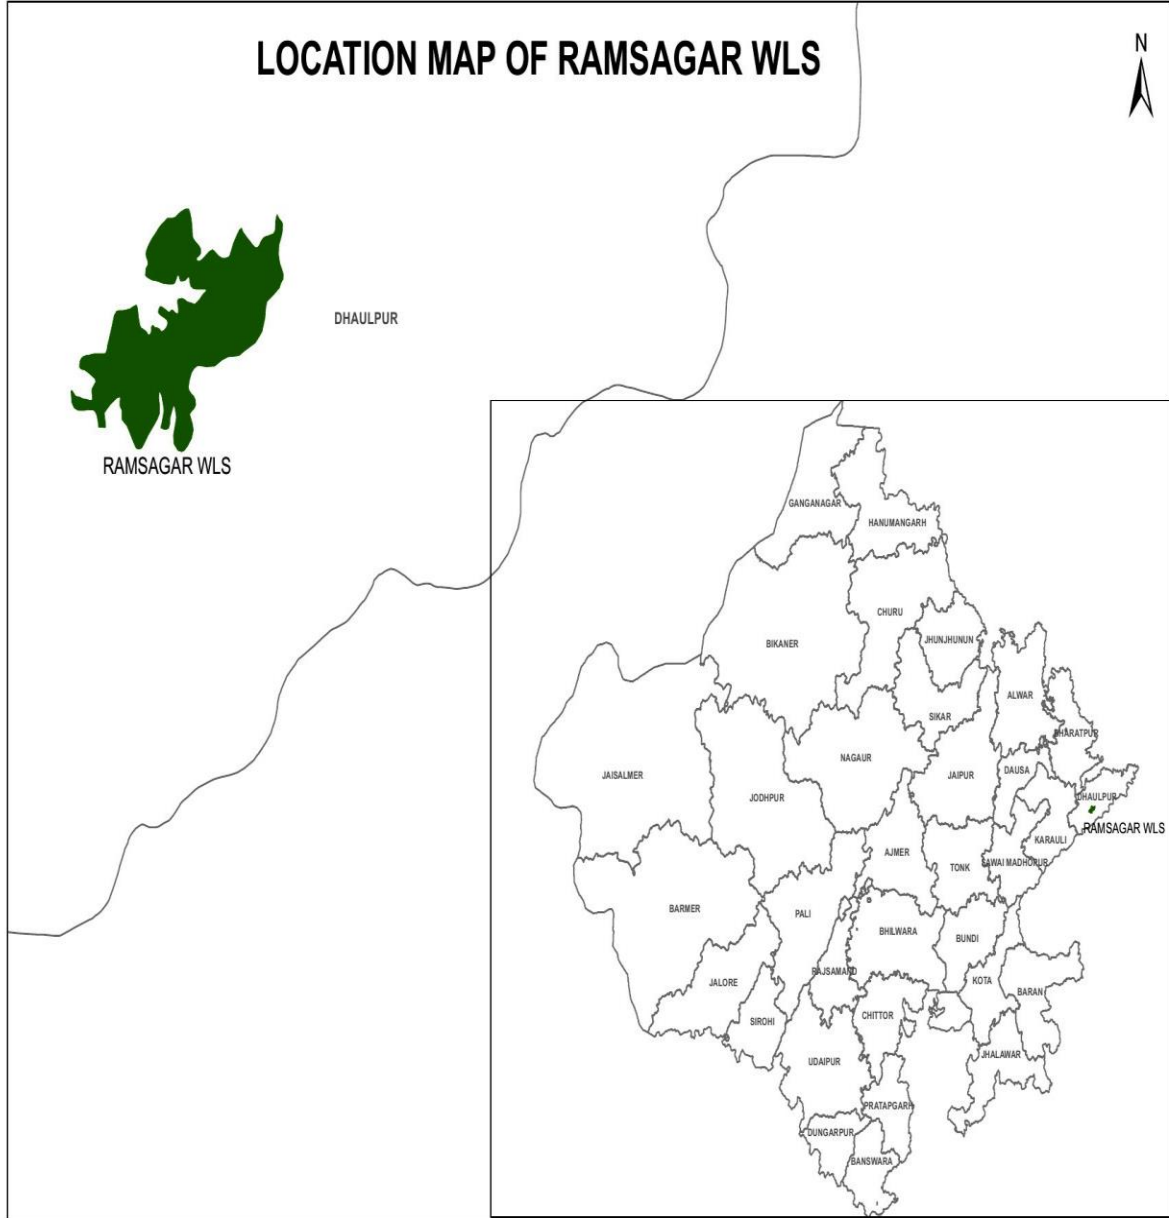 LOCATION MAP OF RAMSAGAR WLS
N
DHAULPUR
RAMSAGAR WLS
GANGANAGAR
HANUMANGARH
CHURU
JHUNJHUNUN
BIKANER
ALWAR
SIKAR
BHARATPUR
NAGAUR
DAUSA
JAIPUR
JAISALMER
JODHPUR
DHAULPUR
RAMSAGAR WLS
KARAULI
AJMER
SAWAI MADHOPUR
TONK
BARMER
PALI
BHILWARA
BUNDI
RAJSAMAND
JALORE
KOTA
BARAN
SIROHI
CHITTOR
JHALAWAR
UDAIPUR
PRATAPGARH
DUNGARPUR
BANSWARA